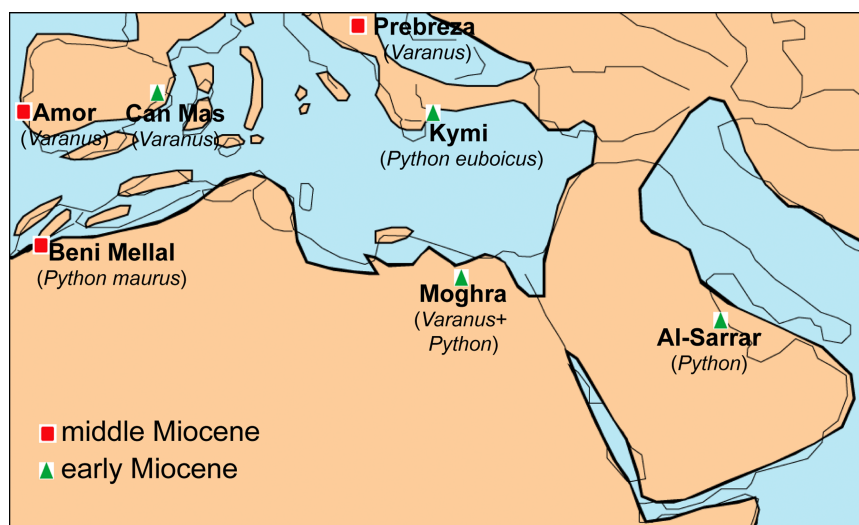 Prebreza
(Varanus)
Amor
(Varanus)
Can Mas
(Varanus)
Kymi
(Python euboicus)
Beni Mellal
(Python maurus)
Moghra
(Varanus+
Python)
Al-Sarrar
(Python)
middle Miocene
early Miocene